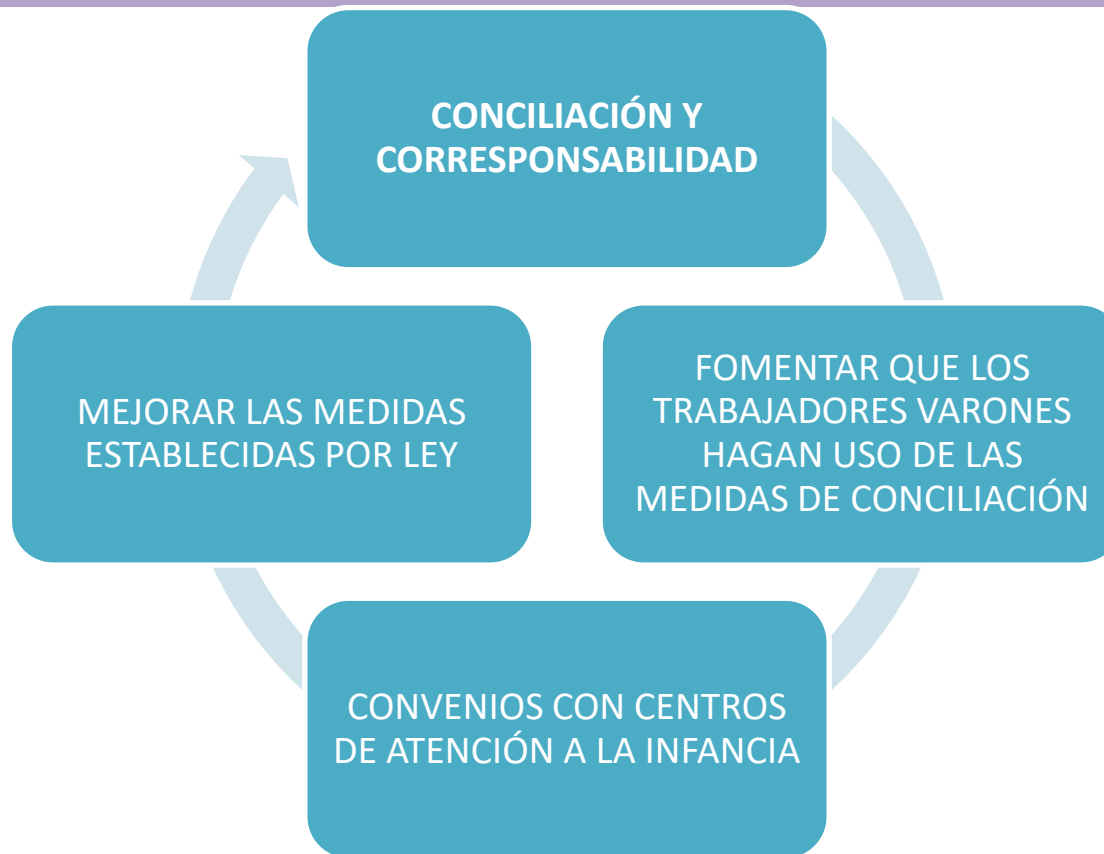 CONCILIACIÓN Y
CORRESPONSABILIDAD
FOMENTAR QUE LOS
TRABAJADORES VARONES
HAGAN USO DE LAS
MEDIDAS DE CONCILIACIÓN
CONVENIOS CON CENTROS
DE ATENCIÓN A LA INFANCIA
MEJORAR LAS MEDIDAS
ESTABLECIDAS POR LEY